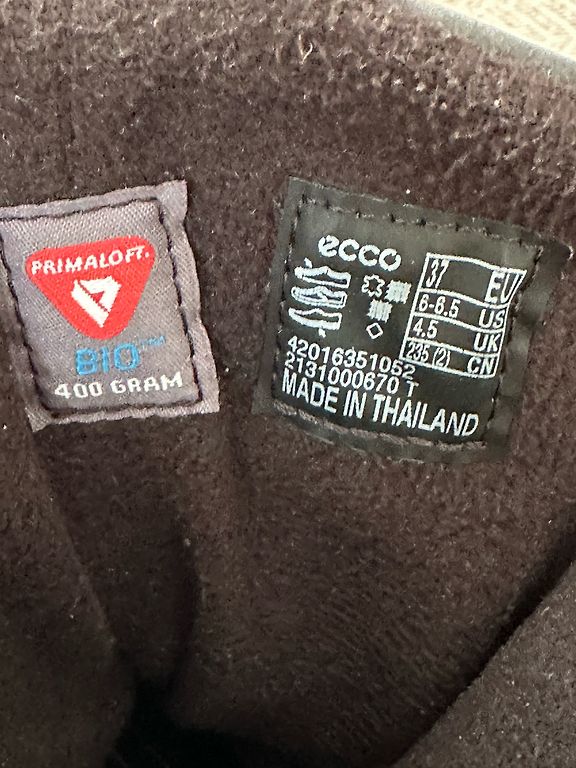 PRIMALOFT.
BIO™
400 GRAM
ecco
37 EU
6-6.5 US
4.5 UK
235 (2) CN
42016351052
2131000670 T
MADE IN THAILAND